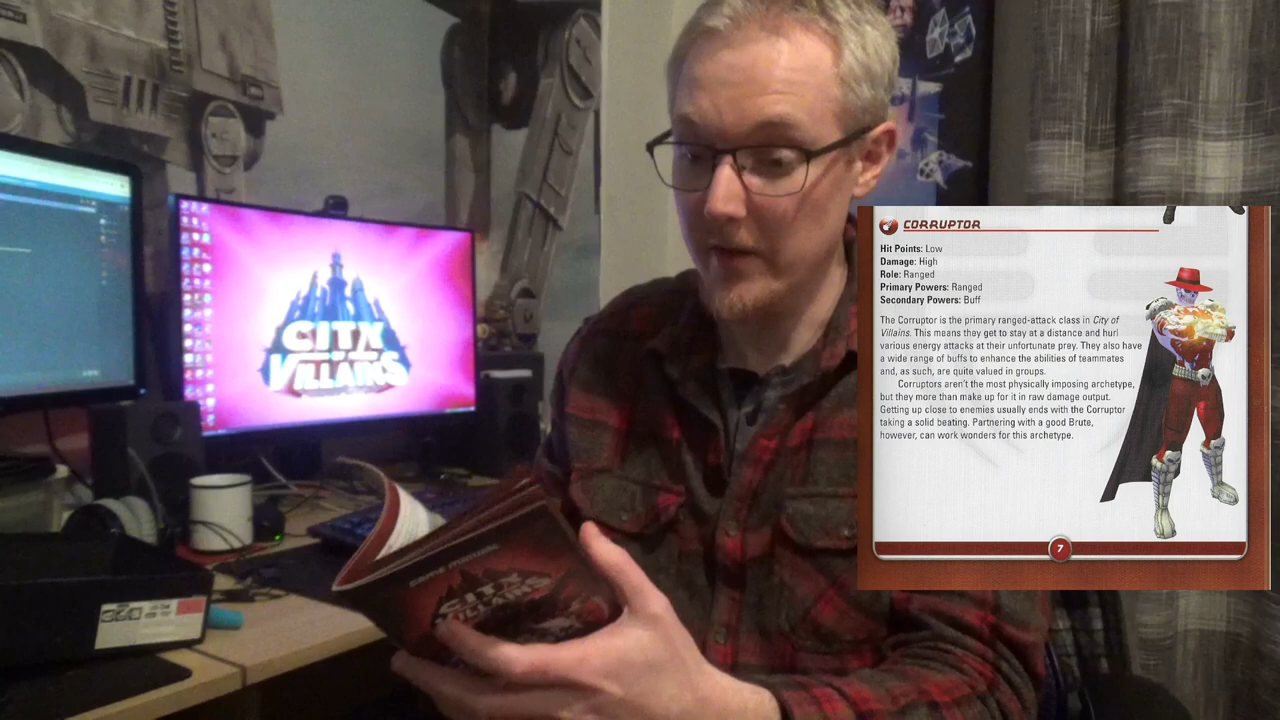 CITY
OF
VILLAINS
GAME MANUAL
CITY
VILLAINS
CORRUPTOR
Hit Points: Low
Damage: High
Role: Ranged
Primary Powers: Ranged
Secondary Powers: Buff
The Corruptor is the primary ranged-attack class in City of
Villains. This means they get to stay at a distance and hurl
various energy attacks at their unfortunate prey. They also have
a wide range of buffs to enhance the abilities of teammates
and, as such, are quite valued in groups.
Corruptors aren't the most physically imposing archetype,
but they more than make up for it in raw damage output.
Getting up close to enemies usually ends with the Corruptor
taking a solid beating. Partnering with a good Brute,
however, can work wonders for this archetype.
7